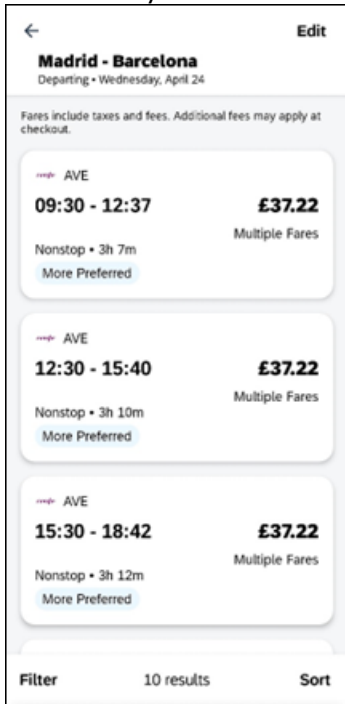 Edit
Madrid - Barcelona
Departing • Wednesday, April 24
Fares include taxes and fees. Additional fees may apply at
checkout.
renfe AVE
09:30 - 12:37 £37.22
Multiple Fares
Nonstop • 3h 7m
More Preferred
renfe AVE
12:30 - 15:40 £37.22
Multiple Fares
Nonstop • 3h 10m
More Preferred
renfe AVE
15:30 - 18:42 £37.22
Multiple Fares
Nonstop • 3h 12m
More Preferred
Filter 10 results Sort